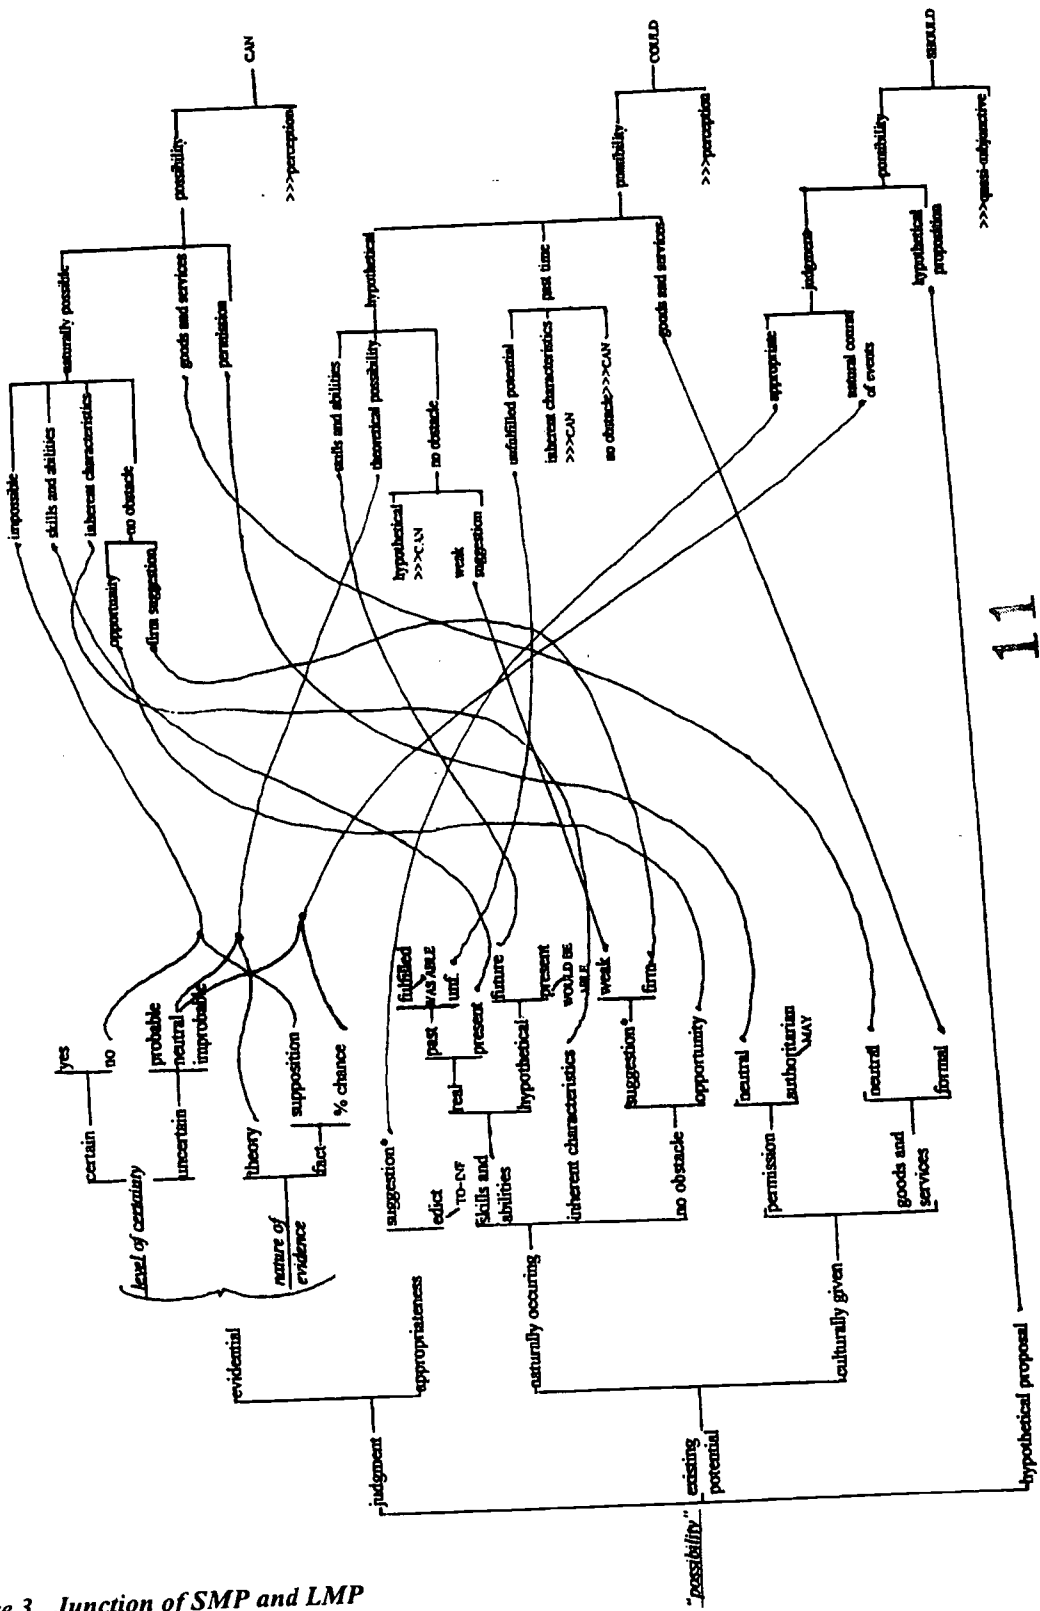 CAN
possibility
>>>perception
naturally possible
goods and services
permission
impossible
skills and abilities
inherent characteristics
no obstacle
opportunity
firm suggestion
COULD
possibility
>>>perception
hypothetical
past time
goods and services
skills and abilities
theoretical possibility
no obstacle
hypothetical
>>>CAN
weak
suggestion
unfulfilled potential
inherent characteristics
>>>CAN
no obstacle>>>CAN
SHOULD
possibility
>>>quasi-subjunctive
judgment
hypothetical
proposition
appropriate
natural course
of events
yes
no
certain
probable
neutral
improbable
uncertain
level of certainty
theory
supposition
% chance
fact
nature of
evidence
suggestion*
edict
TO-INF
fulfilled
WAS ABLE
unf.
past
present
real
future
present
WOULD BE
ABLE
hypothetical
skills and
abilities
inherent characteristics
weak
firm
suggestion*
opportunity
no obstacle
neutral
authoritarian
MAY
permission
neutral
formal
goods and
services
evidential
appropriateness
naturally occuring
culturally given
judgment
existing
potential
hypothetical proposal
"possibility"
3 Junction of SMP and LMP
11